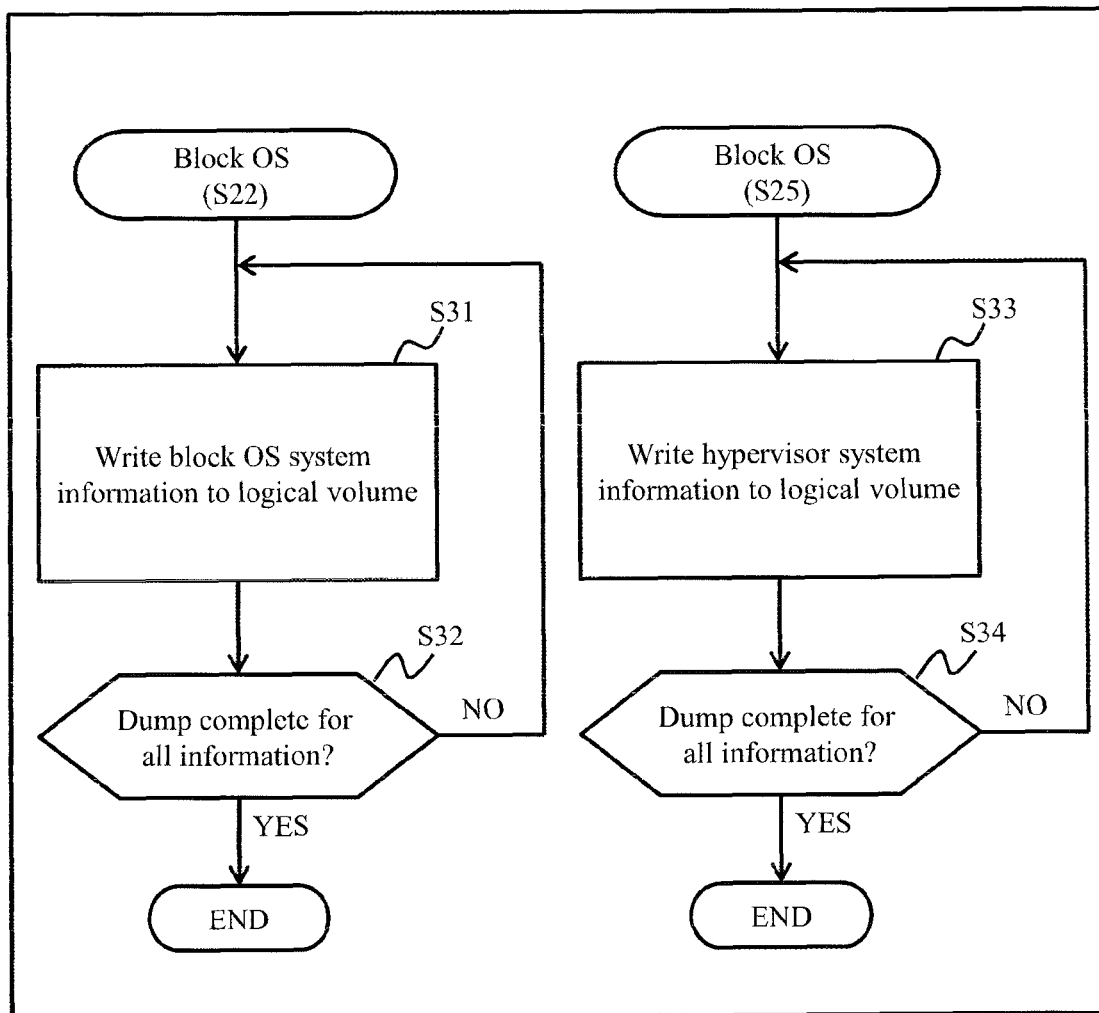 Block OS
(S22)
S31
Write block OS system
information to logical volume
S32
Dump complete for
all information?
NO
YES
END
Block OS
(S25)
S33
Write hypervisor system
information to logical volume
S34
Dump complete for
all information?
NO
YES
END